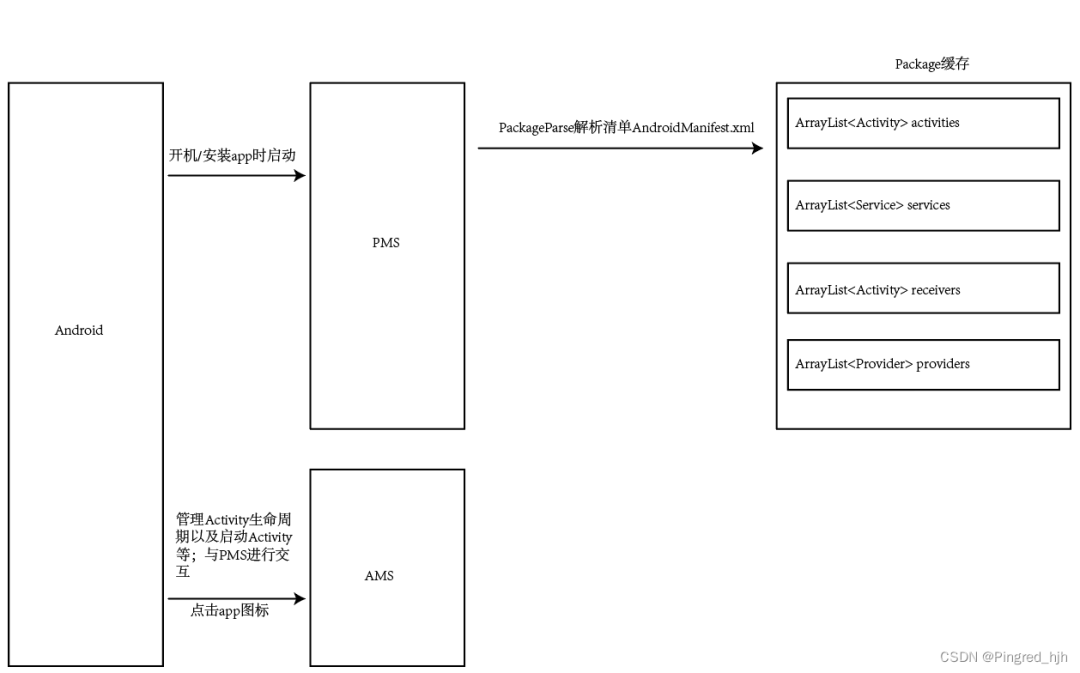 Package缓存
ArrayList<Activity> activities
PackageParse解析清单AndroidManifest.xml
开机/安装app时启动
ArrayList<Service> services
PMS
ArrayList<Activity> receivers
Android
ArrayList<Provider> providers
管理Activity生命周
期以及启动Activity
等；与PMS进行交
互
AMS
点击app图标
CSDN @Pingred_hjh